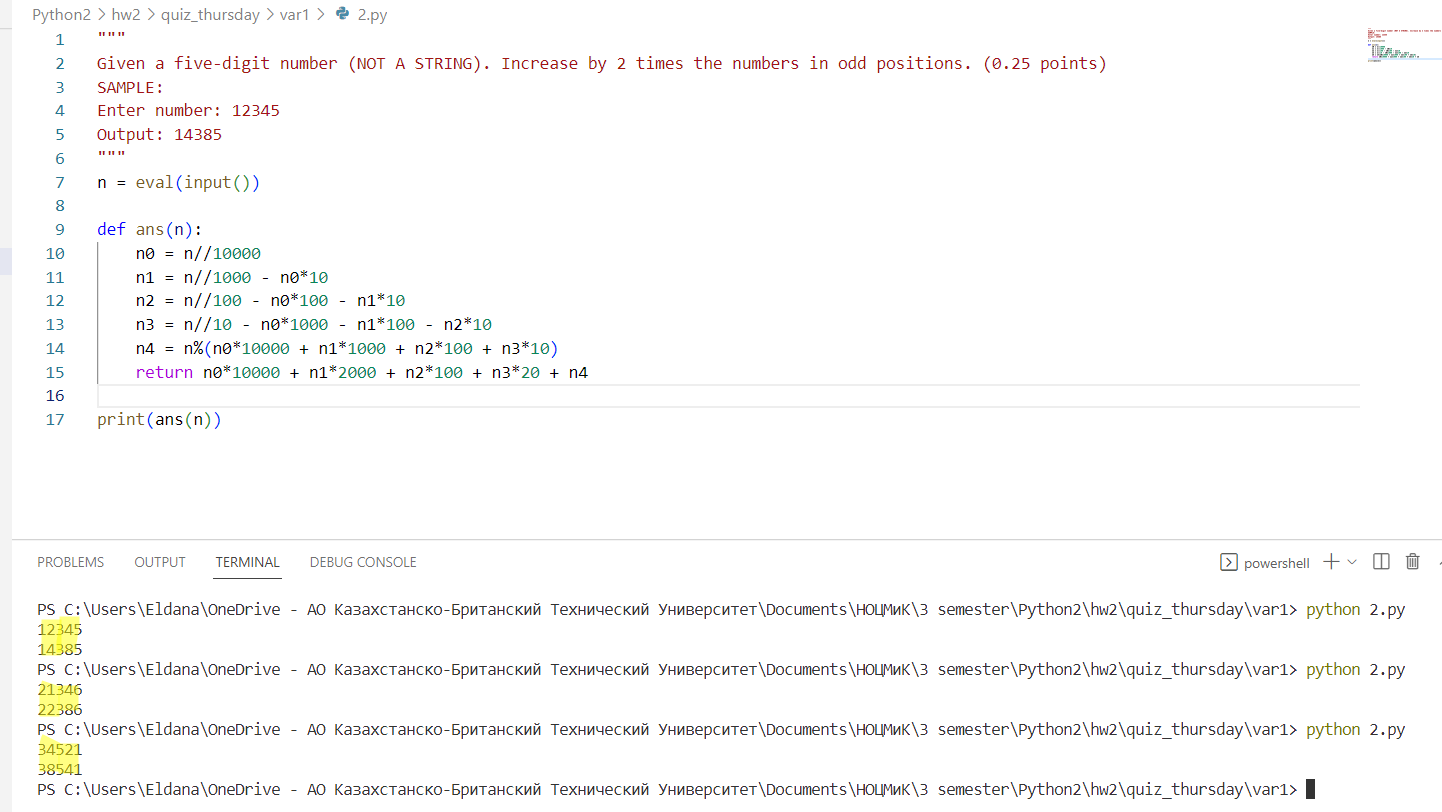 Python2 > hw2 > quiz_thursday > var1 > 2.py
1 """
2 Given a five-digit number (NOT A STRING). Increase by 2 times the numbers in odd positions. (0.25 points)
3 SAMPLE:
4 Enter number: 12345
5 Output: 14385
6 """
7 n = eval(input())
8
9 def ans(n):
10     n0 = n//10000
11     n1 = n//1000 - n0*10
12     n2 = n//100 - n0*100 - n1*10
13     n3 = n//10 - n0*1000 - n1*100 - n2*10
14     n4 = n%(n0*10000 + n1*1000 + n2*100 + n3*10)
15     return n0*10000 + n1*2000 + n2*100 + n3*20 + n4
16
17 print(ans(n))
PROBLEMS OUTPUT TERMINAL DEBUG CONSOLE powershell
PS C:\Users\Eldana\OneDrive - АО Казахстанско-Британский Технический Университет\Documents\НОЦМиК\3 semester\Python2\hw2\quiz_thursday\var1> python 2.py
12345
14385
PS C:\Users\Eldana\OneDrive - АО Казахстанско-Британский Технический Университет\Documents\НОЦМиК\3 semester\Python2\hw2\quiz_thursday\var1> python 2.py
21346
22386
PS C:\Users\Eldana\OneDrive - АО Казахстанско-Британский Технический Университет\Documents\НОЦМиК\3 semester\Python2\hw2\quiz_thursday\var1> python 2.py
34521
38541
PS C:\Users\Eldana\OneDrive - АО Казахстанско-Британский Технический Университет\Documents\НОЦМиК\3 semester\Python2\hw2\quiz_thursday\var1>